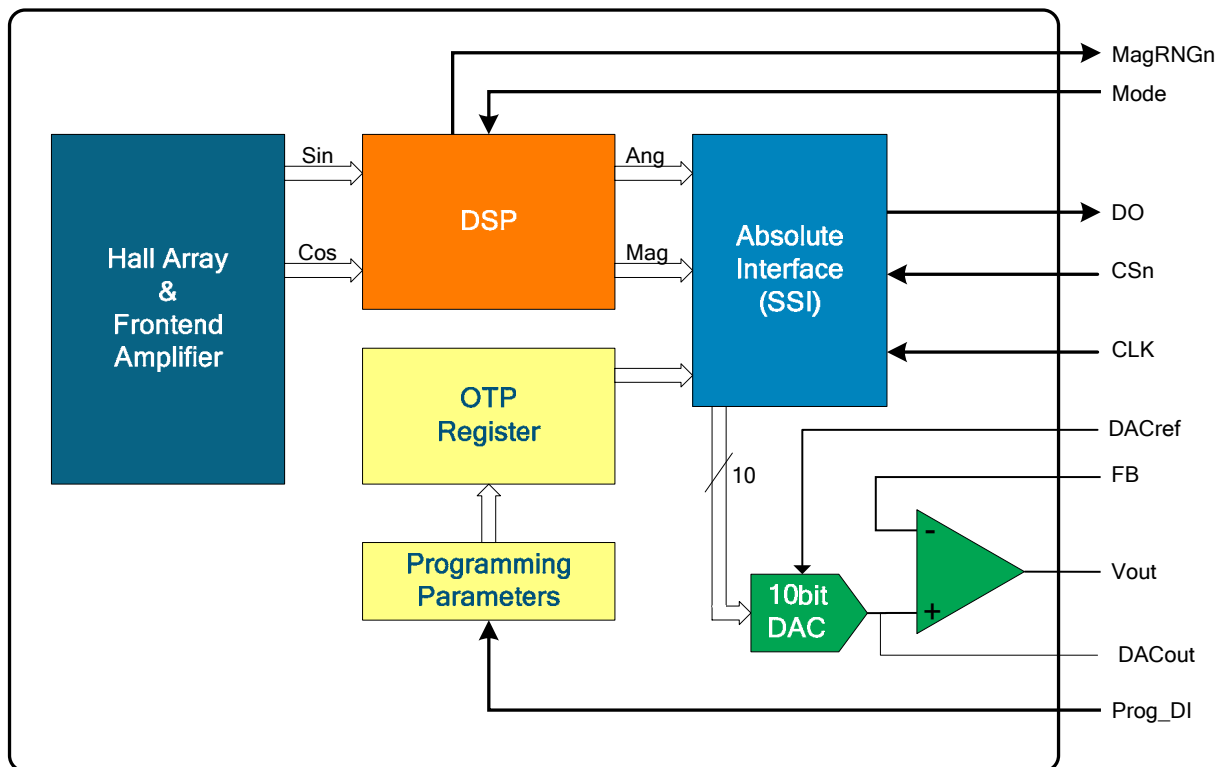 MagRNGn
Mode
Sin
Cos
Hall Array
&
Frontend
Amplifier
DSP
Ang
Mag
Absolute
Interface
(SSI)
DO
CSn
CLK
OTP
Register
10
DACref
FB
Programming
Parameters
10bit
DAC
-
+
Vout
DACout
Prog_DI